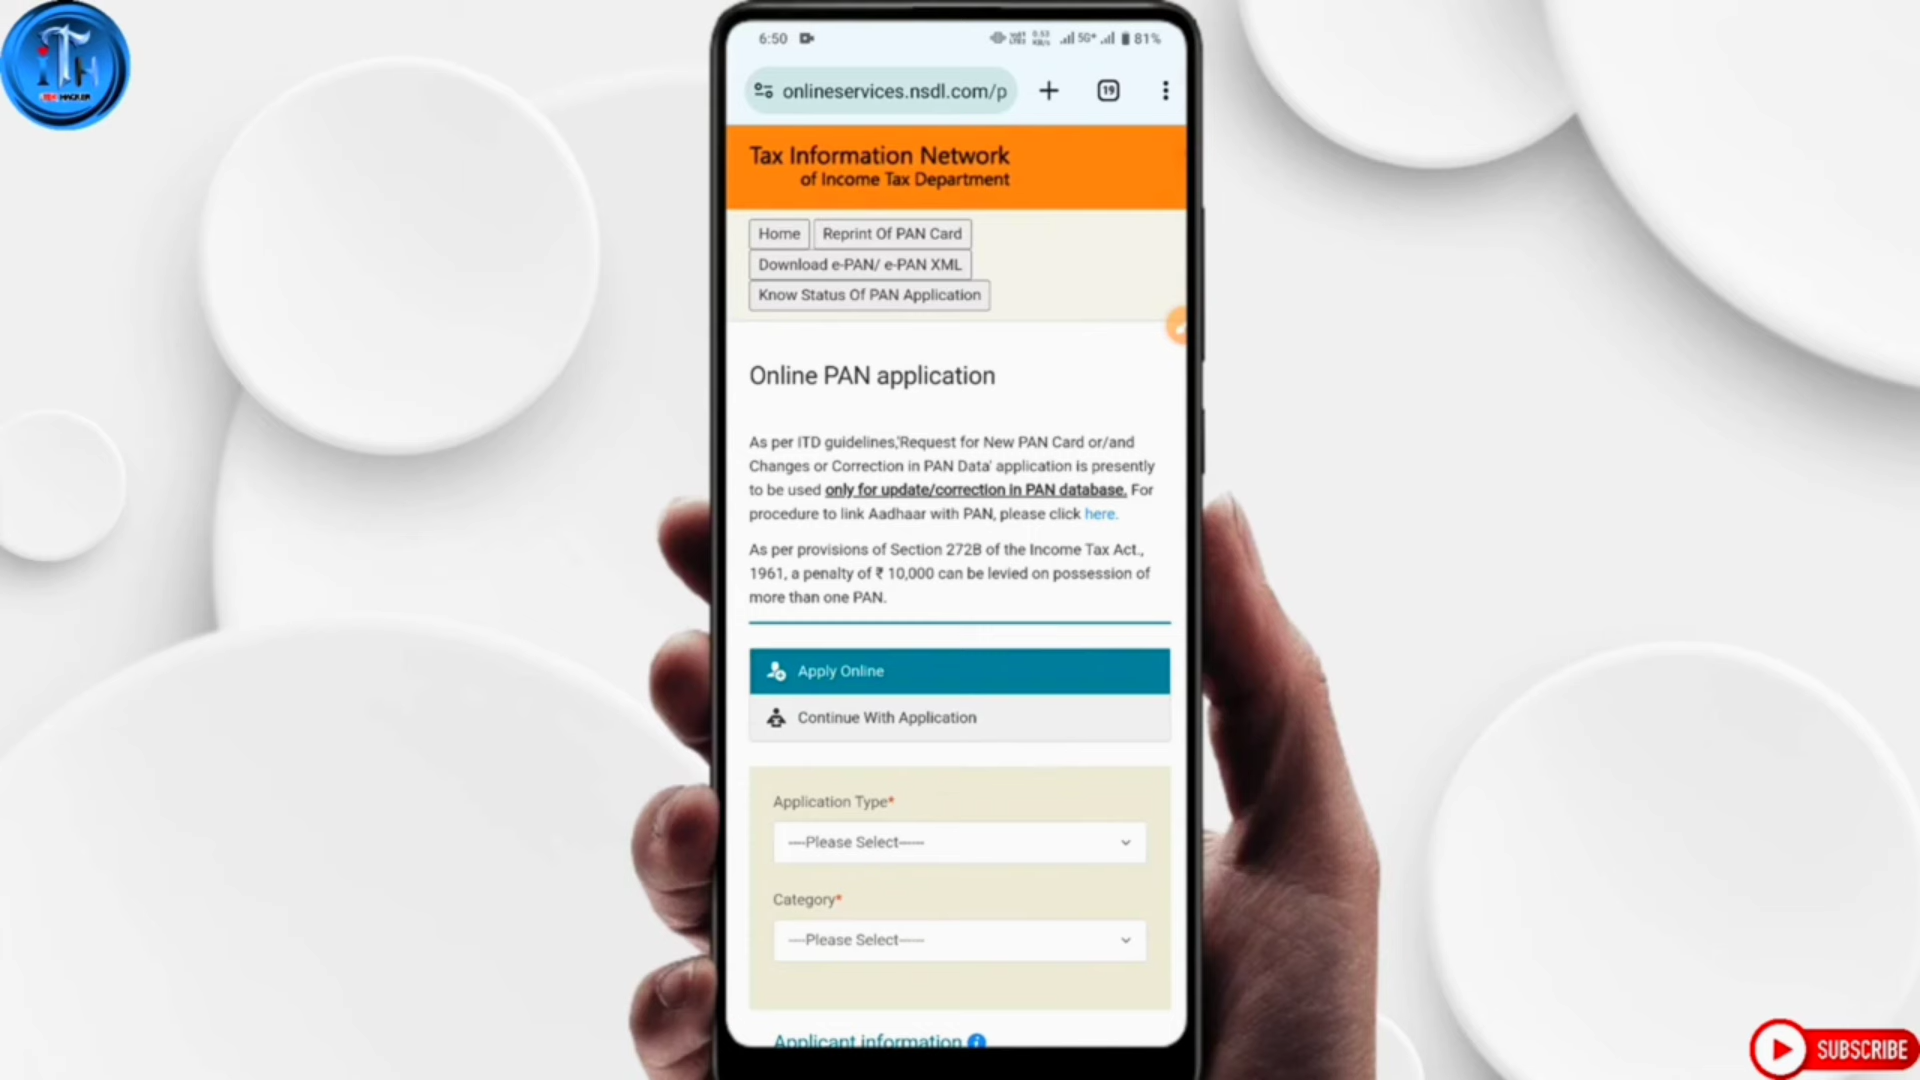 iTH
6:50
5G+
81%
onlineservices.nsdl.com/p
19
Tax Information Network
of Income Tax Department
Home
Reprint Of PAN Card
Download e-PAN/ e-PAN XML
Know Status Of PAN Application
Online PAN application
As per ITD guidelines,'Request for New PAN Card or/and
Changes or Correction in PAN Data' application is presently
to be used only for update/correction in PAN database. For
procedure to link Aadhaar with PAN, please click here.
As per provisions of Section 272B of the Income Tax Act.,
1961, a penalty of ₹ 10,000 can be levied on possession of
more than one PAN.
Apply Online
Continue With Application
Application Type*
----Please Select------
Category*
----Please Select------
Applicant information
SUBSCRIBE